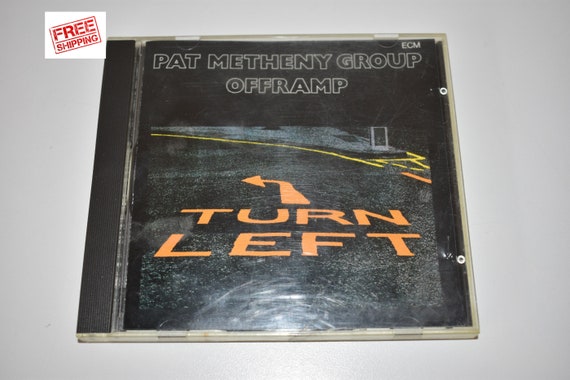 FREE
SHIPPING
ECM
PAT METHENY GROUP
OFFRAMP
TURN
LEFT